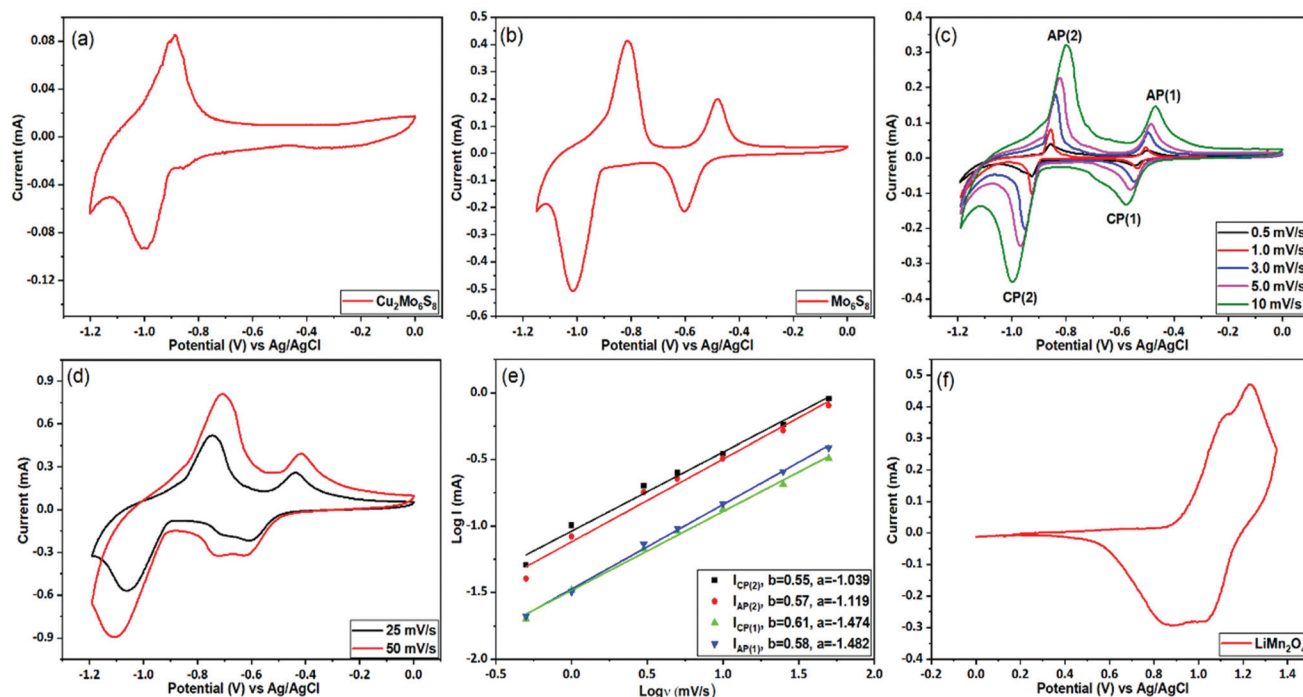 (a)
Current (mA)
0.08
0.04
0.00
-0.04
-0.08
-0.12
-1.2 -1.0 -0.8 -0.6 -0.4 -0.2 0.0
Potential (V) vs Ag/AgCl
Cu₂Mo₆S₈
(b)
Current (mA)
0.5
0.4
0.3
0.2
0.1
0.0
-0.1
-0.2
-0.3
-0.4
-0.5
-0.6
-1.2 -1.0 -0.8 -0.6 -0.4 -0.2 0.0
Potential (V) vs Ag/AgCl
Mo₆S₈
(c)
Current (mA)
0.4
0.3
0.2
0.1
0.0
-0.1
-0.2
-0.3
-0.4
AP(2)
AP(1)
CP(1)
CP(2)
0.5 mV/s
1.0 mV/s
3.0 mV/s
5.0 mV/s
10 mV/s
-1.2 -1.0 -0.8 -0.6 -0.4 -0.2 0.0
Potential (V) vs Ag/AgCl
(d)
Current (mA)
0.9
0.6
0.3
0.0
-0.3
-0.6
-0.9
25 mV/s
50 mV/s
-1.2 -1.0 -0.8 -0.6 -0.4 -0.2 0.0
Potential (V) vs Ag/AgCl
(e)
Log I (mA)
0.0
-0.5
-1.0
-1.5
-2.0
I_CP(2), b=0.55, a=-1.039
I_AP(2), b=0.57, a=-1.119
I_CP(1), b=0.61, a=-1.474
I_AP(1), b=0.58, a=-1.482
-0.5 0.0 0.5 1.0 1.5 2.0
Logν (mV/s)
(f)
Current (mA)
0.5
0.4
0.3
0.2
0.1
0.0
-0.1
-0.2
-0.3
-0.4
LiMn₂O
0.0 0.2 0.4 0.6 0.8 1.0 1.2 1.4
Potential (V) vs Ag/AgCl